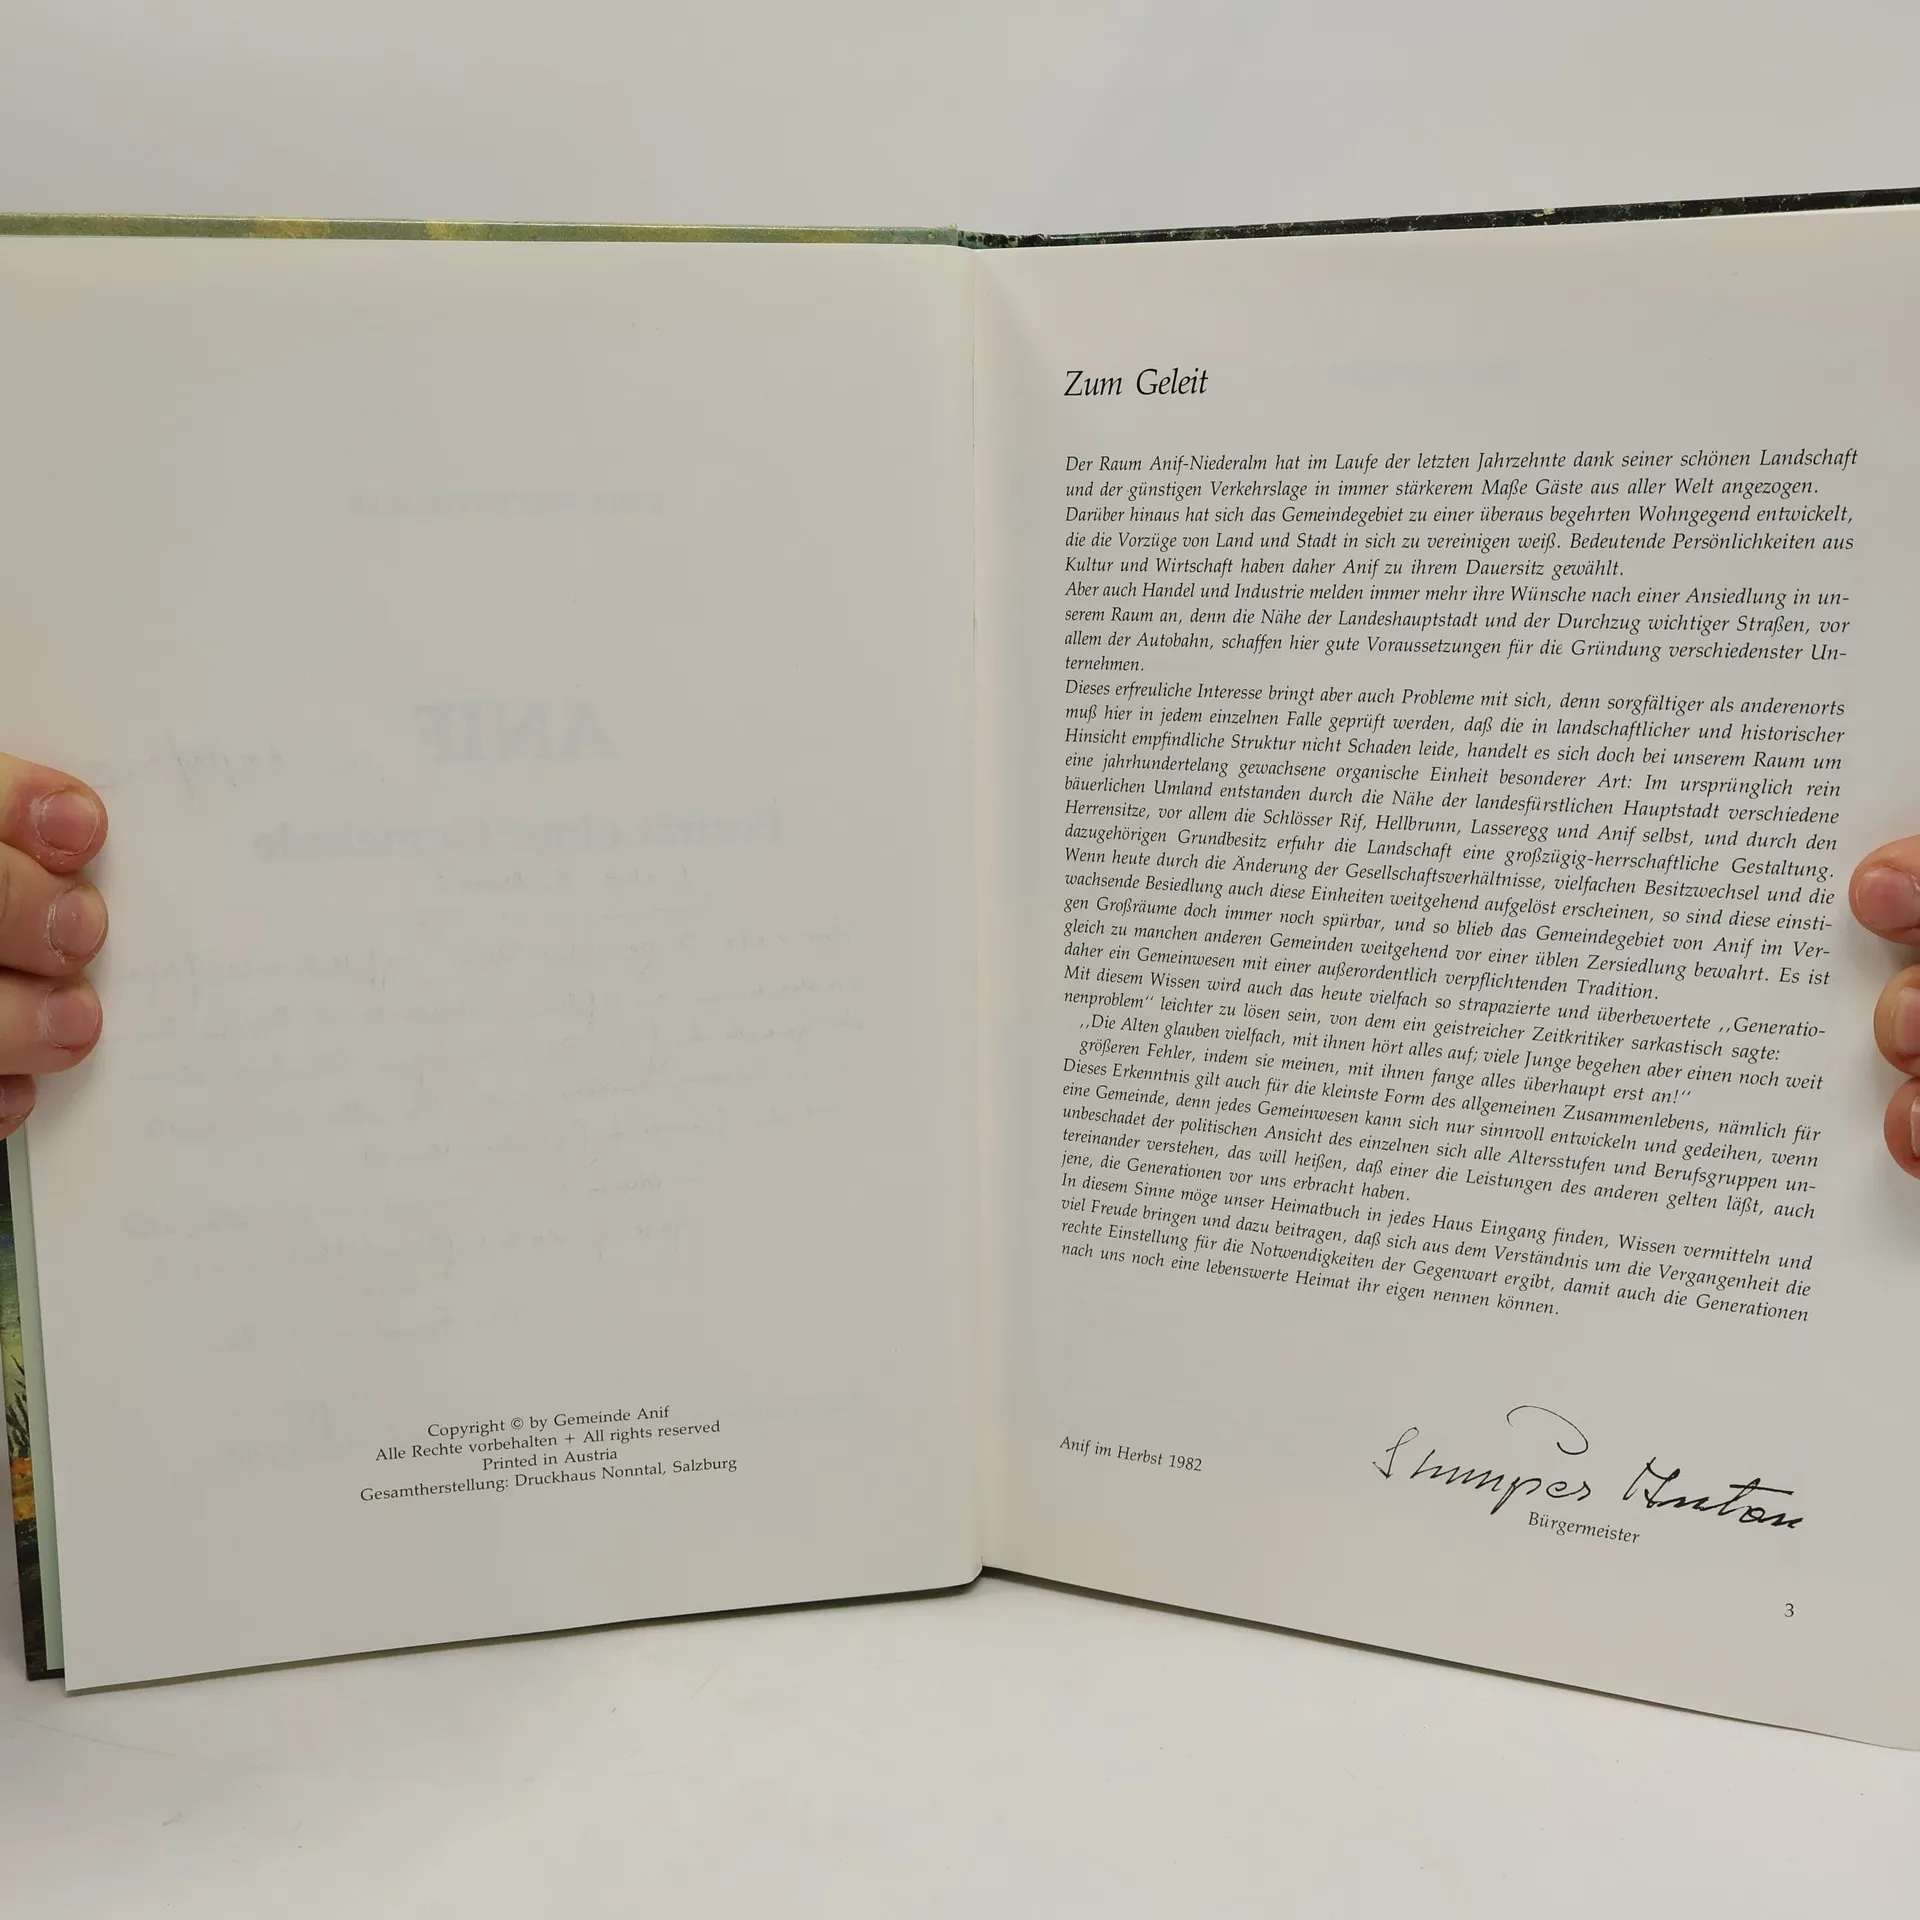 Copyright © by Gemeinde Anif
Alle Rechte vorbehalten + All rights reserved
Printed in Austria
Gesamtherstellung: Druckhaus Nonntal, Salzburg
Zum Geleit
Der Raum Anif-Niederalm hat im Laufe der letzten Jahrzehnte dank seiner schönen Landschaft
und der günstigen Verkehrslage in immer stärkerem Maße Gäste aus aller Welt angezogen.
Darüber hinaus hat sich das Gemeindegebiet zu einer überaus begehrten Wohngegend entwickelt,
die die Vorzüge von Land und Stadt in sich zu vereinigen weiß. Bedeutende Persönlichkeiten aus
Kultur und Wirtschaft haben daher Anif zu ihrem Dauersitz gewählt.
Aber auch Handel und Industrie melden immer mehr ihre Wünsche nach einer Ansiedlung in un-
serem Raum an, denn die Nähe der Landeshauptstadt und der Durchzug wichtiger Straßen, vor
allem der Autobahn, schaffen hier gute Voraussetzungen für die Gründung verschiedenster Un-
ternehmen.
Dieses erfreuliche Interesse bringt aber auch Probleme mit sich, denn sorgfältiger als anderenorts
muß hier in jedem einzelnen Falle geprüft werden, daß die in landschaftlicher und historischer
Hinsicht empfindliche Struktur nicht Schaden leide, handelt es sich doch bei unserem Raum um
eine jahrhundertelang gewachsene organische Einheit besonderer Art: Im ursprünglich rein
bäuerlichen Umland entstanden durch die Nähe der landesfürstlichen Hauptstadt verschiedene
Herrensitze, vor allem die Schlösser Rif, Hellbrunn, Lasseregg und Anif selbst, und durch den
dazugehörigen Grundbesitz erfuhr die Landschaft eine großzügig-herrschaftliche Gestaltung.
Wenn heute durch die Änderung der Gesellschaftsverhältnisse, vielfachen Besitzwechsel und die
wachsende Besiedlung auch diese Einheiten weitgehend aufgelöst erscheinen, so sind diese einsti-
gen Großräume doch immer noch spürbar, und so blieb das Gemeindegebiet von Anif im Ver-
gleich zu manchen anderen Gemeinden weitgehend vor einer üblen Zersiedlung bewahrt. Es ist
daher ein Gemeinwesen mit einer außerordentlich verpflichtenden Tradition.
Mit diesem Wissen wird auch das heute vielfach so strapazierte und überbewertete ,,Generatio-
nenproblem‘‘ leichter zu lösen sein, von dem ein geistreicher Zeitkritiker sarkastisch sagte:
,,Die Alten glauben vielfach, mit ihnen hört alles auf; viele Junge begehen aber einen noch weit
größeren Fehler, indem sie meinen, mit ihnen fange alles überhaupt erst an!‘‘
Dieses Erkenntnis gilt auch für die kleinste Form des allgemeinen Zusammenlebens, nämlich für
eine Gemeinde, denn jedes Gemeinwesen kann sich nur sinnvoll entwickeln und gedeihen, wenn
unbeschadet der politischen Ansicht des einzelnen sich alle Altersstufen und Berufsgruppen un-
tereinander verstehen, das will heißen, daß einer die Leistungen des anderen gelten läßt, auch
jene, die Generationen vor uns erbracht haben.
In diesem Sinne möge unser Heimatbuch in jedes Haus Eingang finden, Wissen vermitteln und
viel Freude bringen und dazu beitragen, daß sich aus dem Verständnis um die Vergangenheit die
rechte Einstellung für die Notwendigkeiten der Gegenwart ergibt, damit auch die Generationen
nach uns noch eine lebenswerte Heimat ihr eigen nennen können.
Anif im Herbst 1982
Anton
Bürgermeister
3